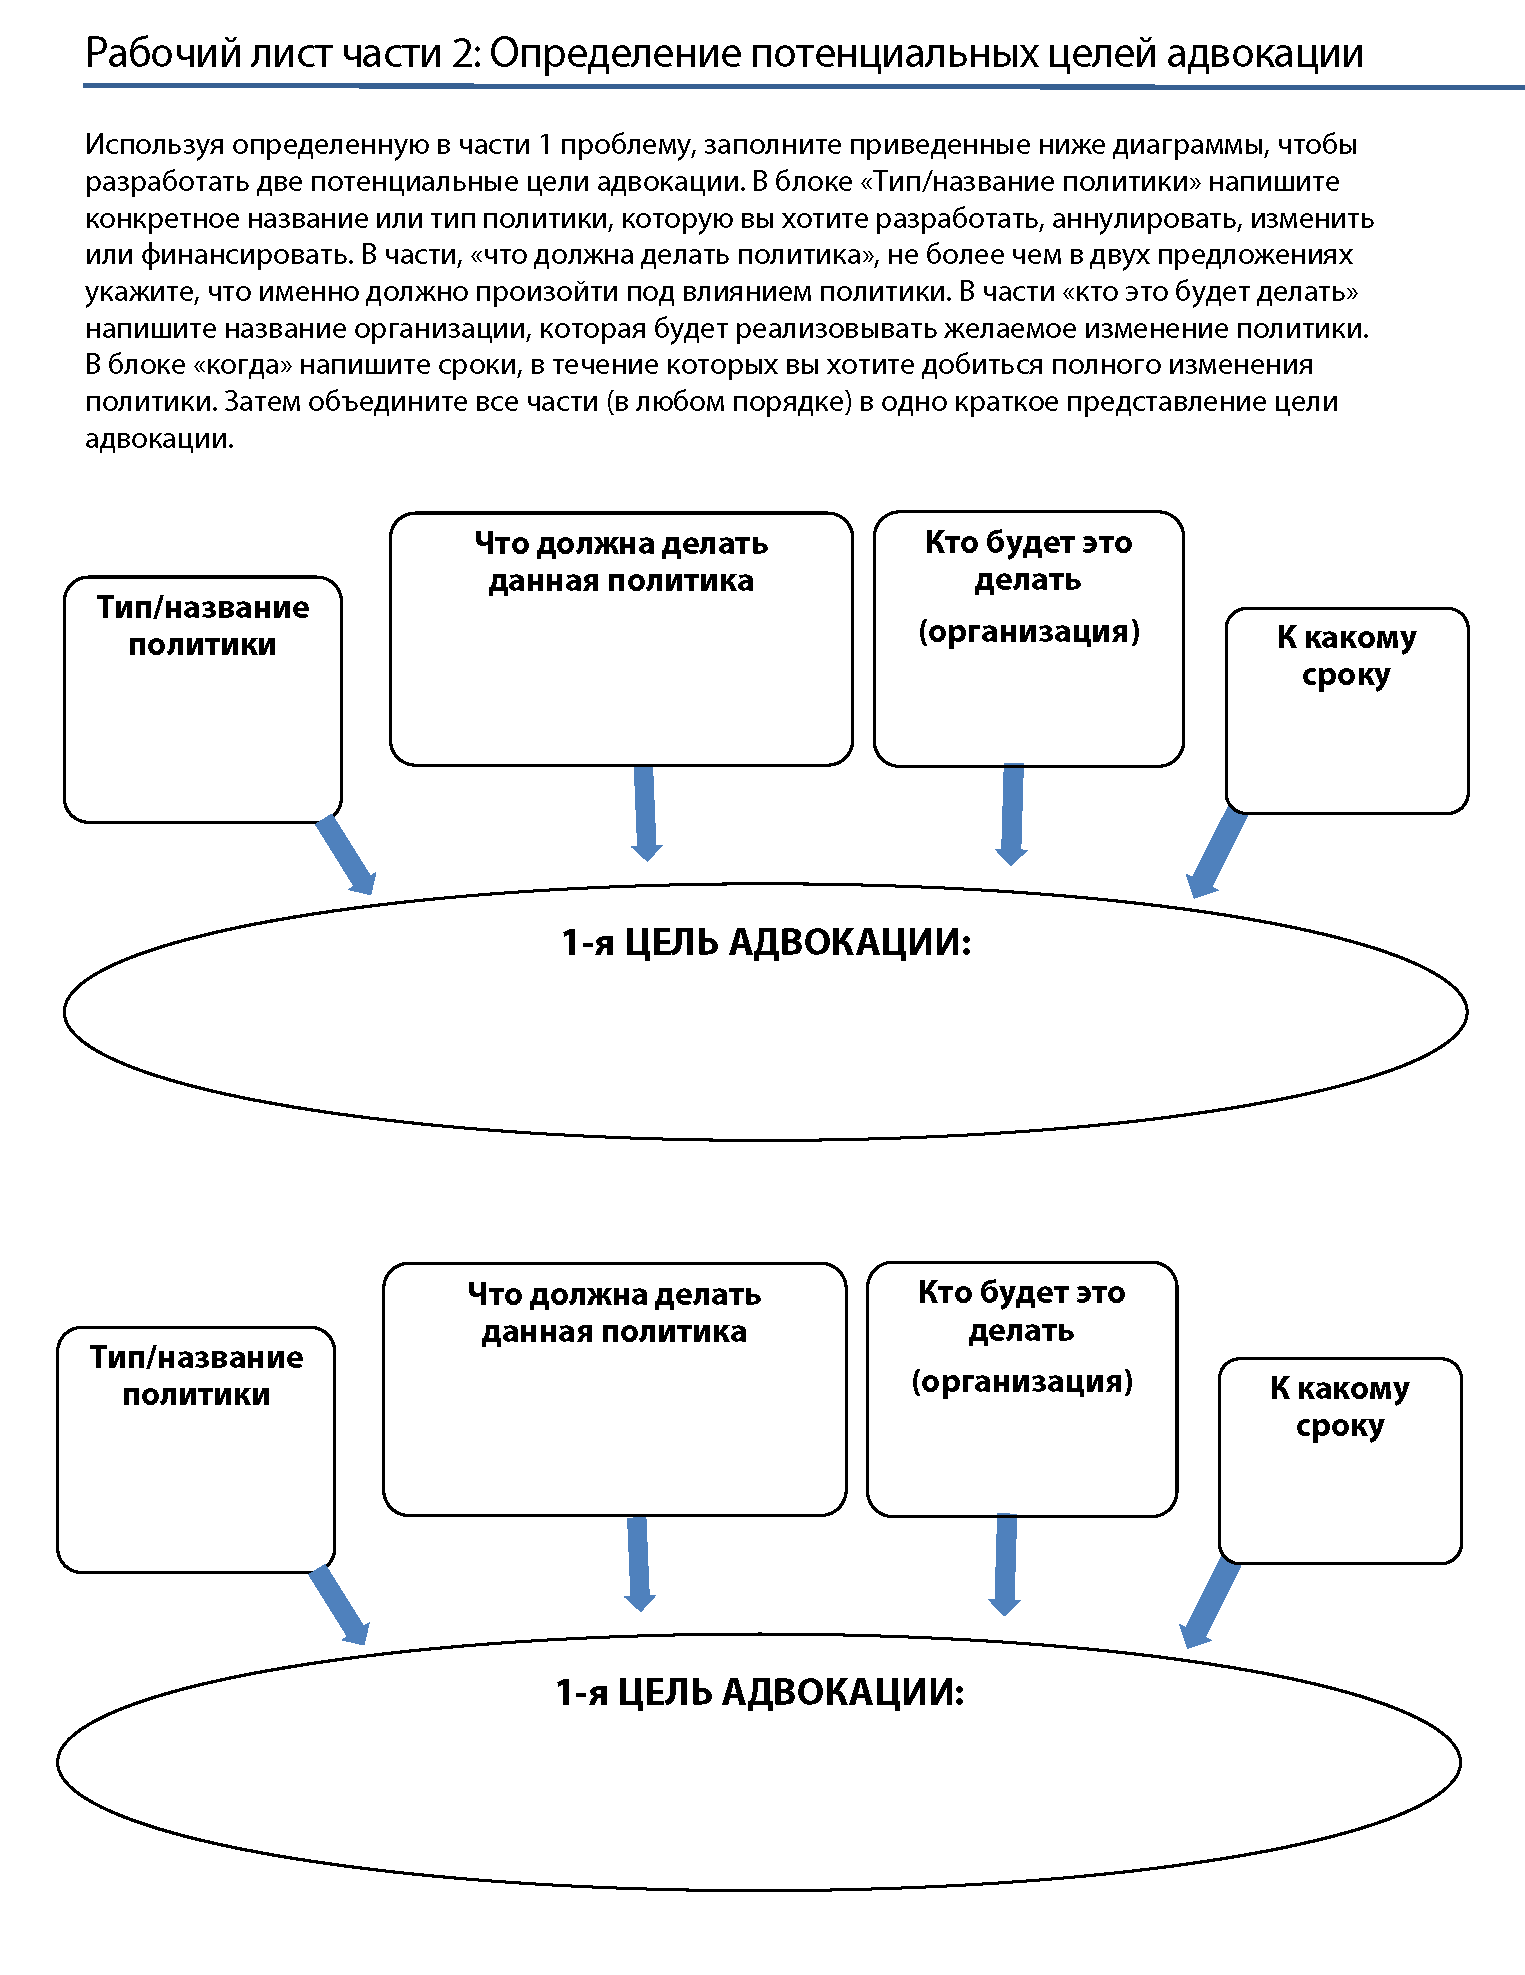 Рабочий лист части 2: Определение потенциальных целей адвокации
Используя определенную в части 1 проблему, заполните приведенные ниже диаграммы, чтобы
разработать две потенциальные цели адвокации. В блоке «Тип/название политики» напишите
конкретное название или тип политики, которую вы хотите разработать, аннулировать, изменить
или финансировать. В части, «что должна делать политика», не более чем в двух предложениях
укажите, что именно должно произойти под влиянием политики. В части «кто это будет делать»
напишите название организации, которая будет реализовывать желаемое изменение политики.
В блоке «когда» напишите сроки, в течение которых вы хотите добиться полного изменения
политики. Затем объедините все части (в любом порядке) в одно краткое представление цели
адвокации.
Тип/название
политики
Что должна делать
данная политика
Кто будет это
делать
(организация)
К какому
сроку
1-я ЦЕЛЬ АДВОКАЦИИ:
Тип/название
политики
Что должна делать
данная политика
Кто будет это
делать
(организация)
К какому
сроку
1-я ЦЕЛЬ АДВОКАЦИИ: